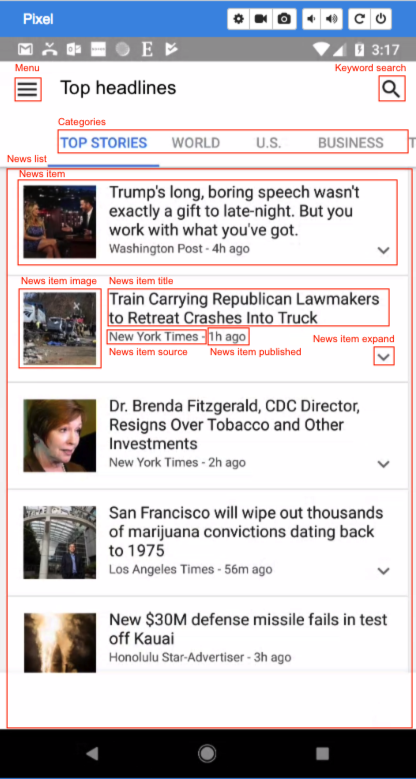 Pixel
3:17
Menu
Keyword search
Top headlines
Categories
TOP STORIES WORLD U.S. BUSINESS T
News list
News item
Trump's long, boring speech wasn't
exactly a gift to late-night. But you
work with what you've got.
Washington Post - 4h ago
News item image
News item title
Train Carrying Republican Lawmakers
to Retreat Crashes Into Truck
New York Times - 1h ago
News item expand
News item source
News item published
Dr. Brenda Fitzgerald, CDC Director,
Resigns Over Tobacco and Other
Investments
New York Times - 2h ago
San Francisco will wipe out thousands
of marijuana convictions dating back
to 1975
Los Angeles Times - 56m ago
New $30M defense missile fails in test
off Kauai
Honolulu Star-Advertiser - 3h ago